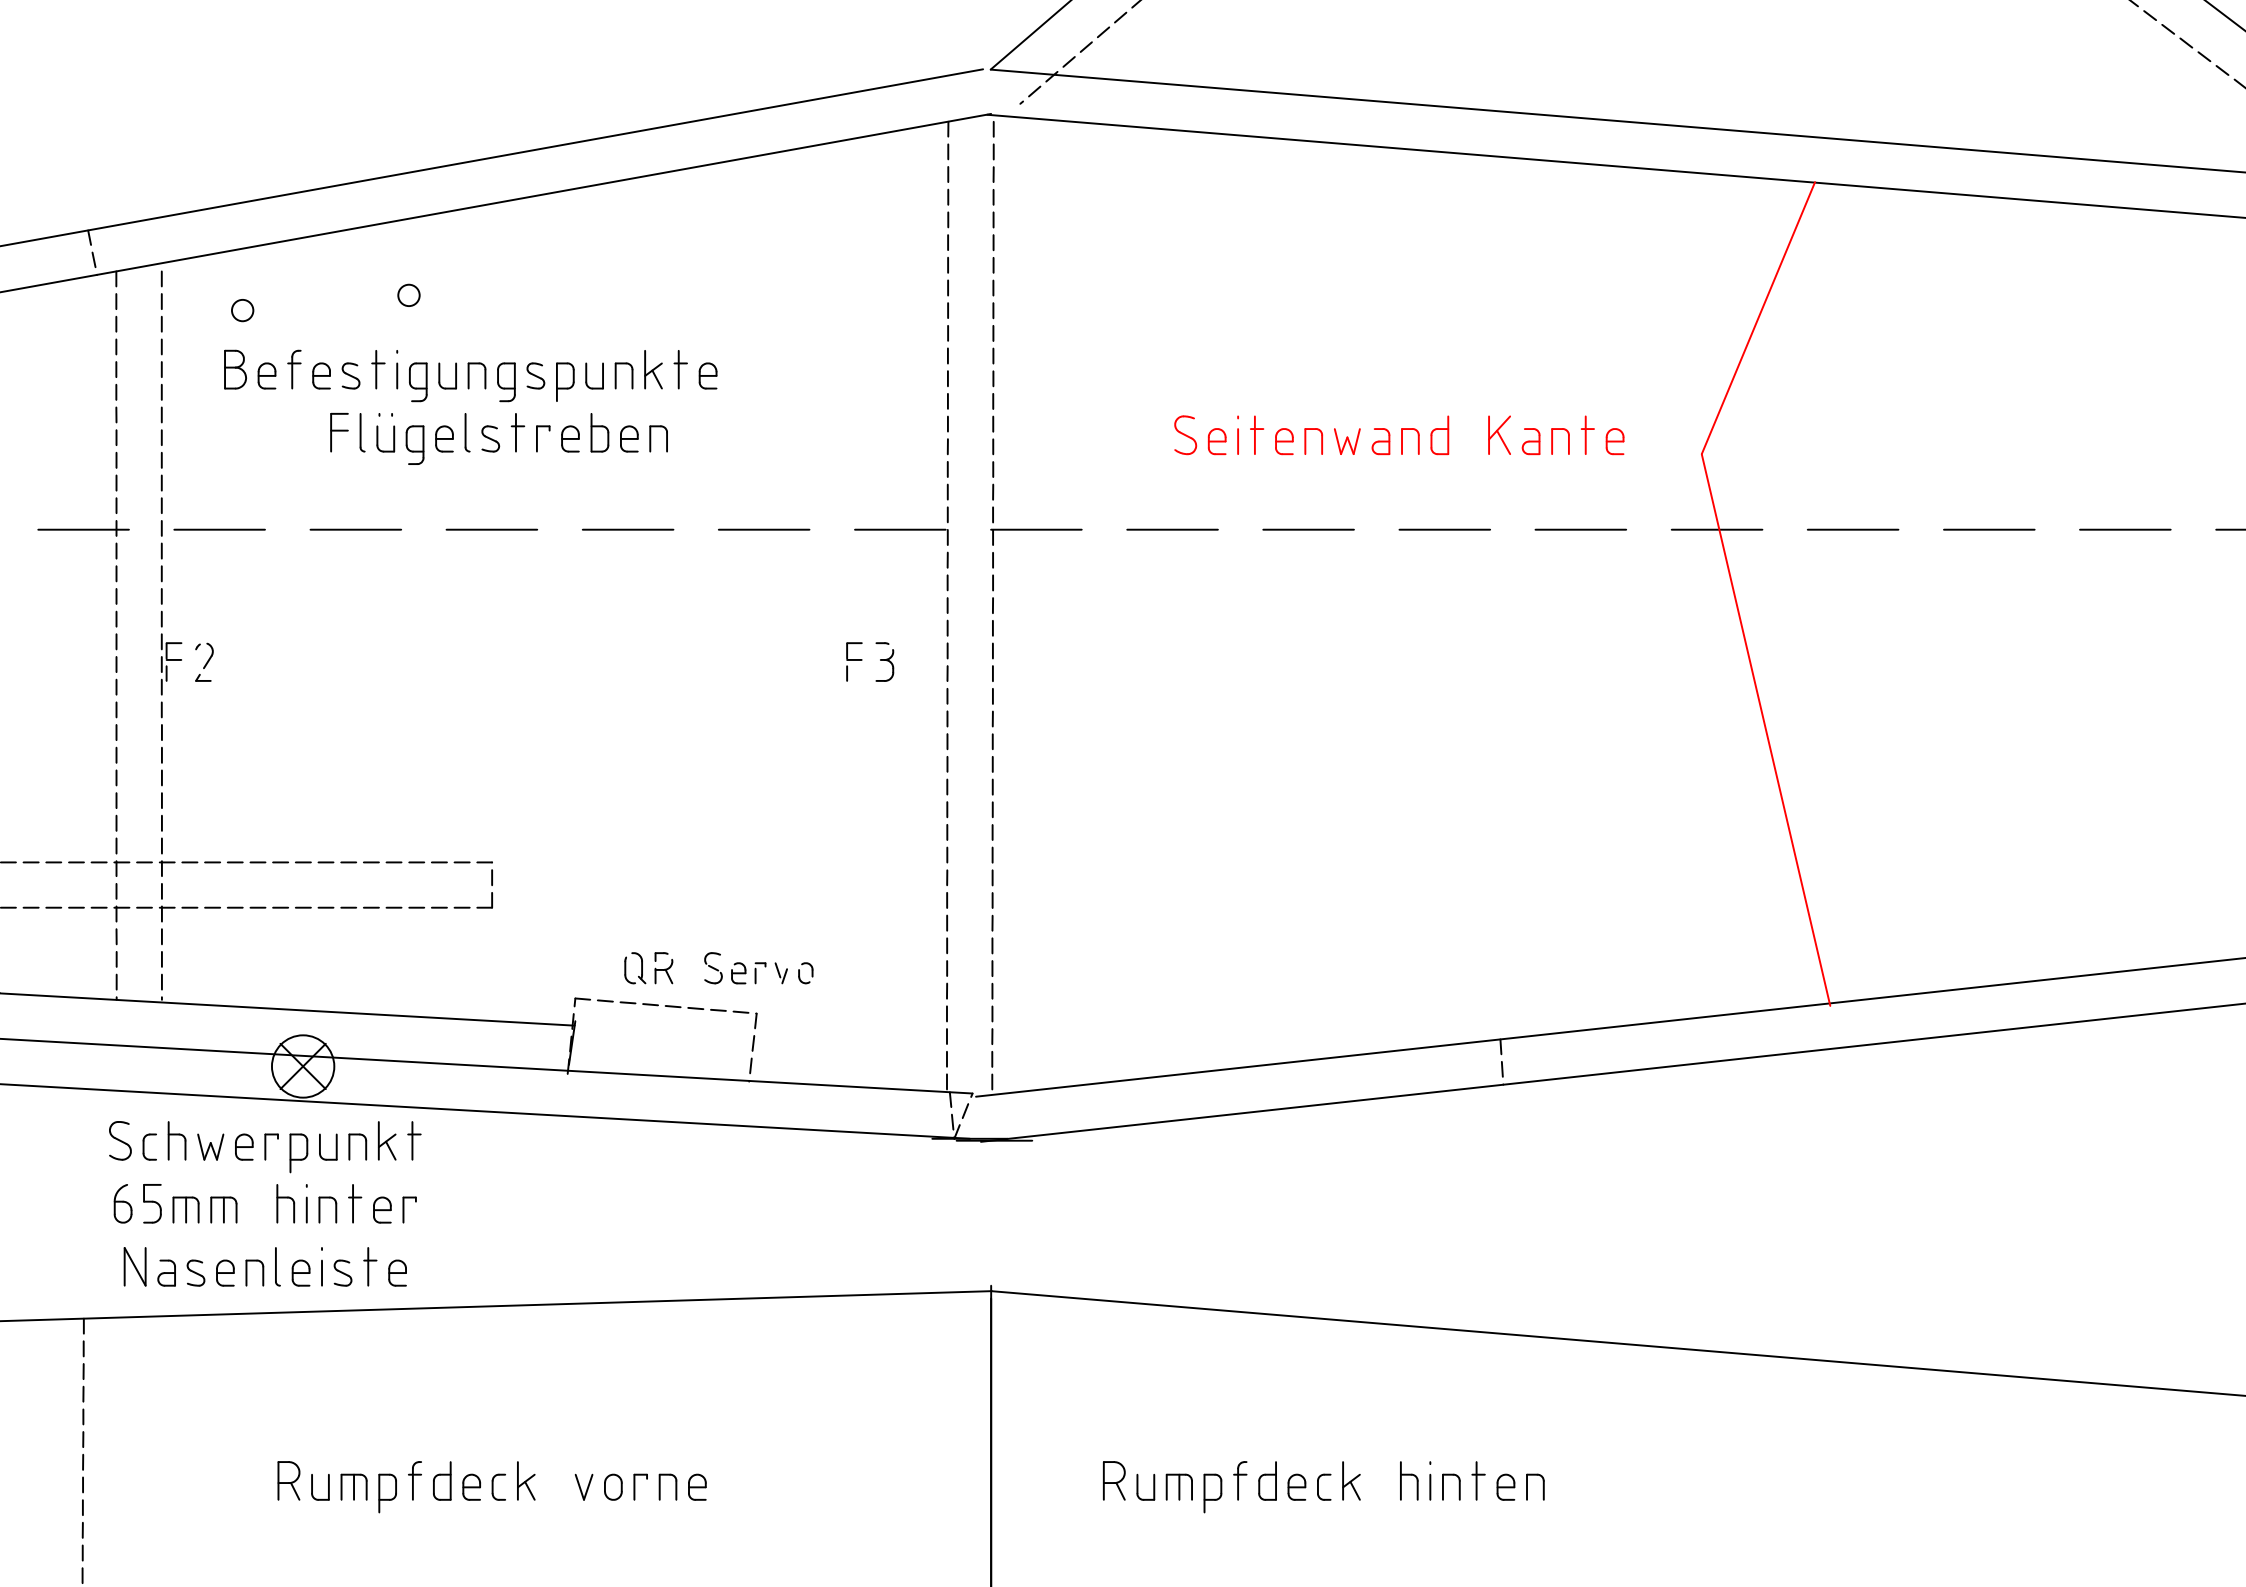 Befestigungspunkte
Flügelstreben
Seitenwand Kante
F2
F3
QR Servo
Schwerpunkt
65mm hinter
Nasenleiste
Rumpfdeck vorne
Rumpfdeck hinten